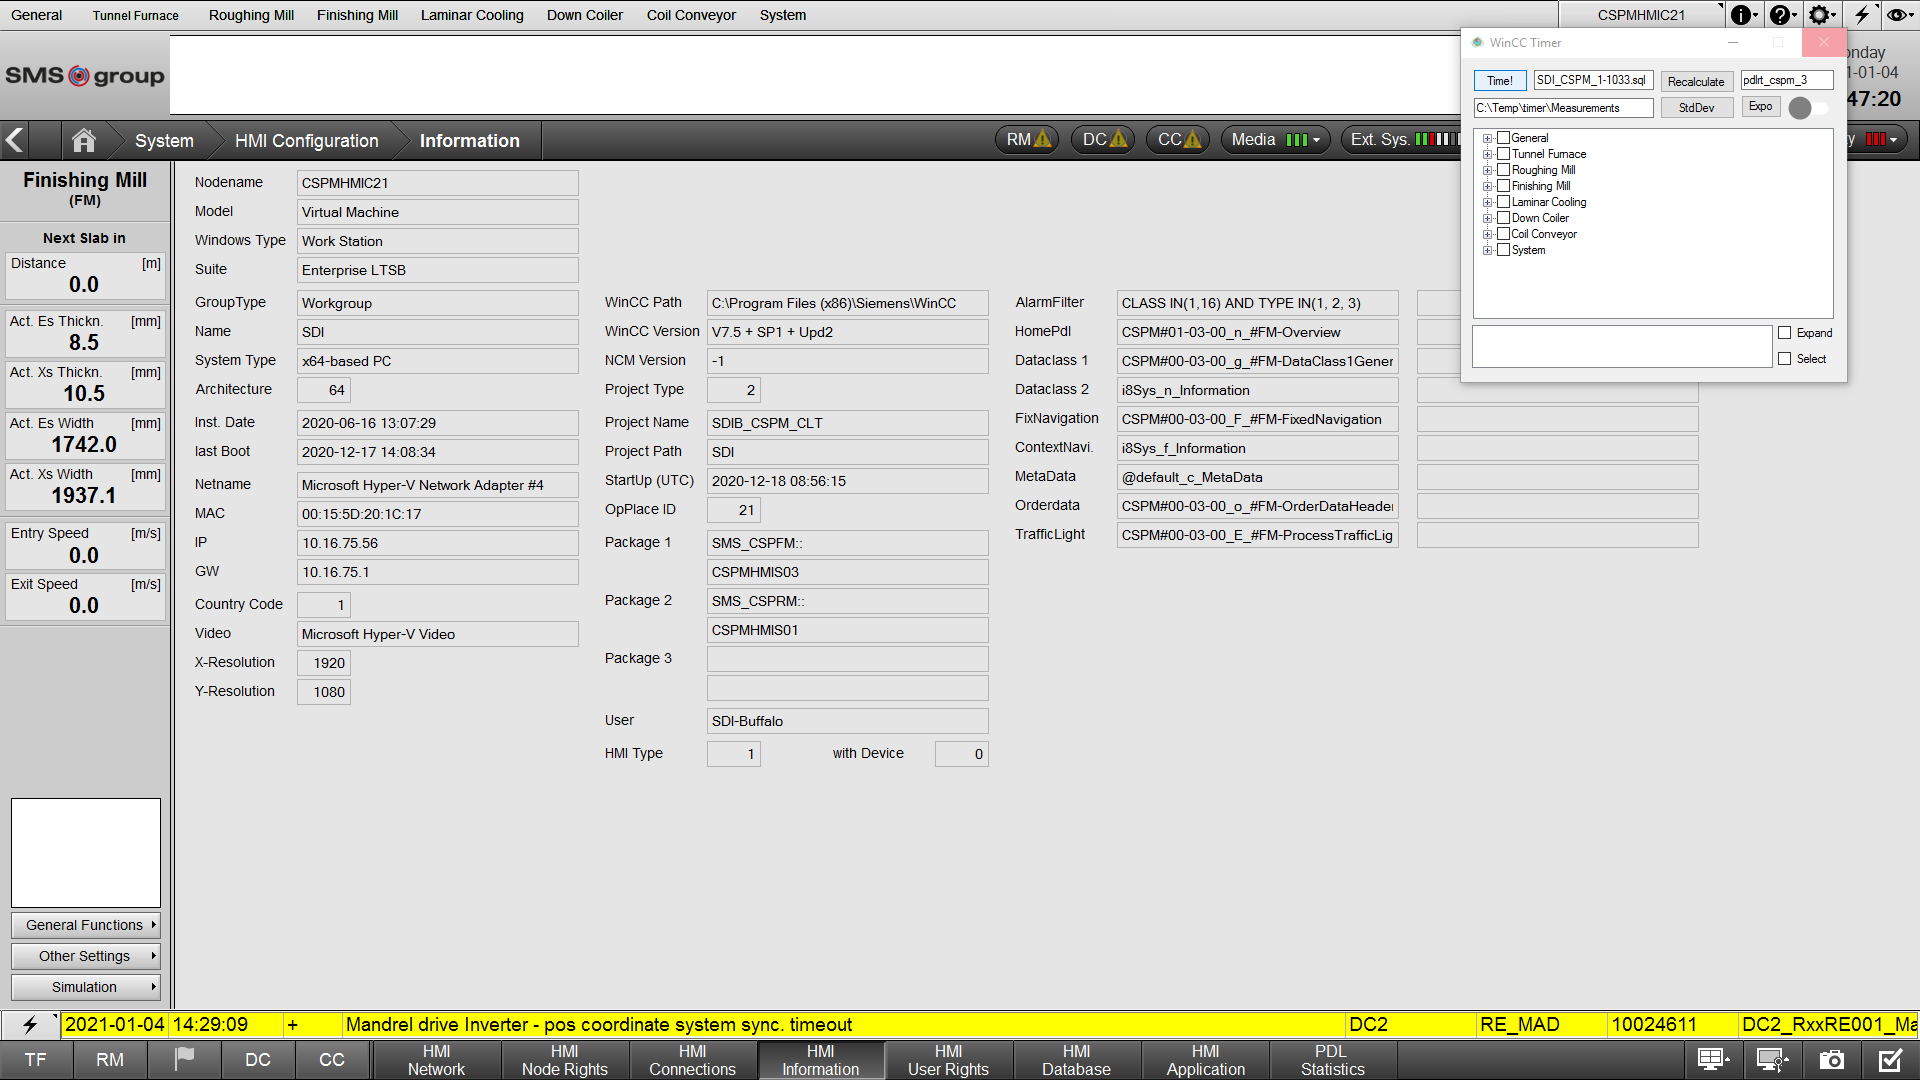 General Tunnel Furnace Roughing Mill Finishing Mill Laminar Cooling Down Coiler Coil Conveyor System CSPMHMIC21
SMS group
onday
1-01-04
47:20
System HMI Configuration Information RM DC CC Media Ext. Sys. y
WinCC Timer
Time! SDI_CSPM_1-1033.sql Recalculate pdlrt_cspm_3
C:\Temp\timer\Measurements StdDev Expo
General
Tunnel Furnace
Roughing Mill
Finishing Mill
Laminar Cooling
Down Coiler
Coil Conveyor
System
Expand
Select
Finishing Mill
(FM)
Next Slab in
Distance [m]
0.0
Act. Es Thickn. [mm]
8.5
Act. Xs Thickn. [mm]
10.5
Act. Es Width [mm]
1742.0
Act. Xs Width [mm]
1937.1
Entry Speed [m/s]
0.0
Exit Speed [m/s]
0.0
General Functions
Other Settings
Simulation
Nodename CSPMHMIC21
Model Virtual Machine
Windows Type Work Station
Suite Enterprise LTSB
GroupType Workgroup
Name SDI
System Type x64-based PC
Architecture 64
Inst. Date 2020-06-16 13:07:29
last Boot 2020-12-17 14:08:34
Netname Microsoft Hyper-V Network Adapter #4
MAC 00:15:5D:20:1C:17
IP 10.16.75.56
GW 10.16.75.1
Country Code 1
Video Microsoft Hyper-V Video
X-Resolution 1920
Y-Resolution 1080
WinCC Path C:\Program Files (x86)\Siemens\WinCC
WinCC Version V7.5 + SP1 + Upd2
NCM Version -1
Project Type 2
Project Name SDIB_CSPM_CLT
Project Path SDI
StartUp (UTC) 2020-12-18 08:56:15
OpPlace ID 21
Package 1 SMS_CSPFM::
CSPMHMIS03
Package 2 SMS_CSPRM::
CSPMHMIS01
Package 3
User SDI-Buffalo
HMI Type 1 with Device 0
AlarmFilter CLASS IN(1,16) AND TYPE IN(1, 2, 3)
HomePdl CSPM#01-03-00_n_#FM-Overview
Dataclass 1 CSPM#00-03-00_g_#FM-DataClass1Gener
Dataclass 2 i8Sys_n_Information
FixNavigation CSPM#00-03-00_F_#FM-FixedNavigation
ContextNavi. i8Sys_f_Information
MetaData @default_c_MetaData
Orderdata CSPM#00-03-00_o_#FM-OrderDataHeader
TrafficLight CSPM#00-03-00_E_#FM-ProcessTrafficLig
2021-01-04 14:29:09 + Mandrel drive Inverter - pos coordinate system sync. timeout DC2 RE_MAD 10024611 DC2_RxxRE001_Ma
TF RM DC CC
HMI Network
HMI Node Rights
HMI Connections
HMI Information
HMI User Rights
HMI Database
HMI Application
PDL Statistics